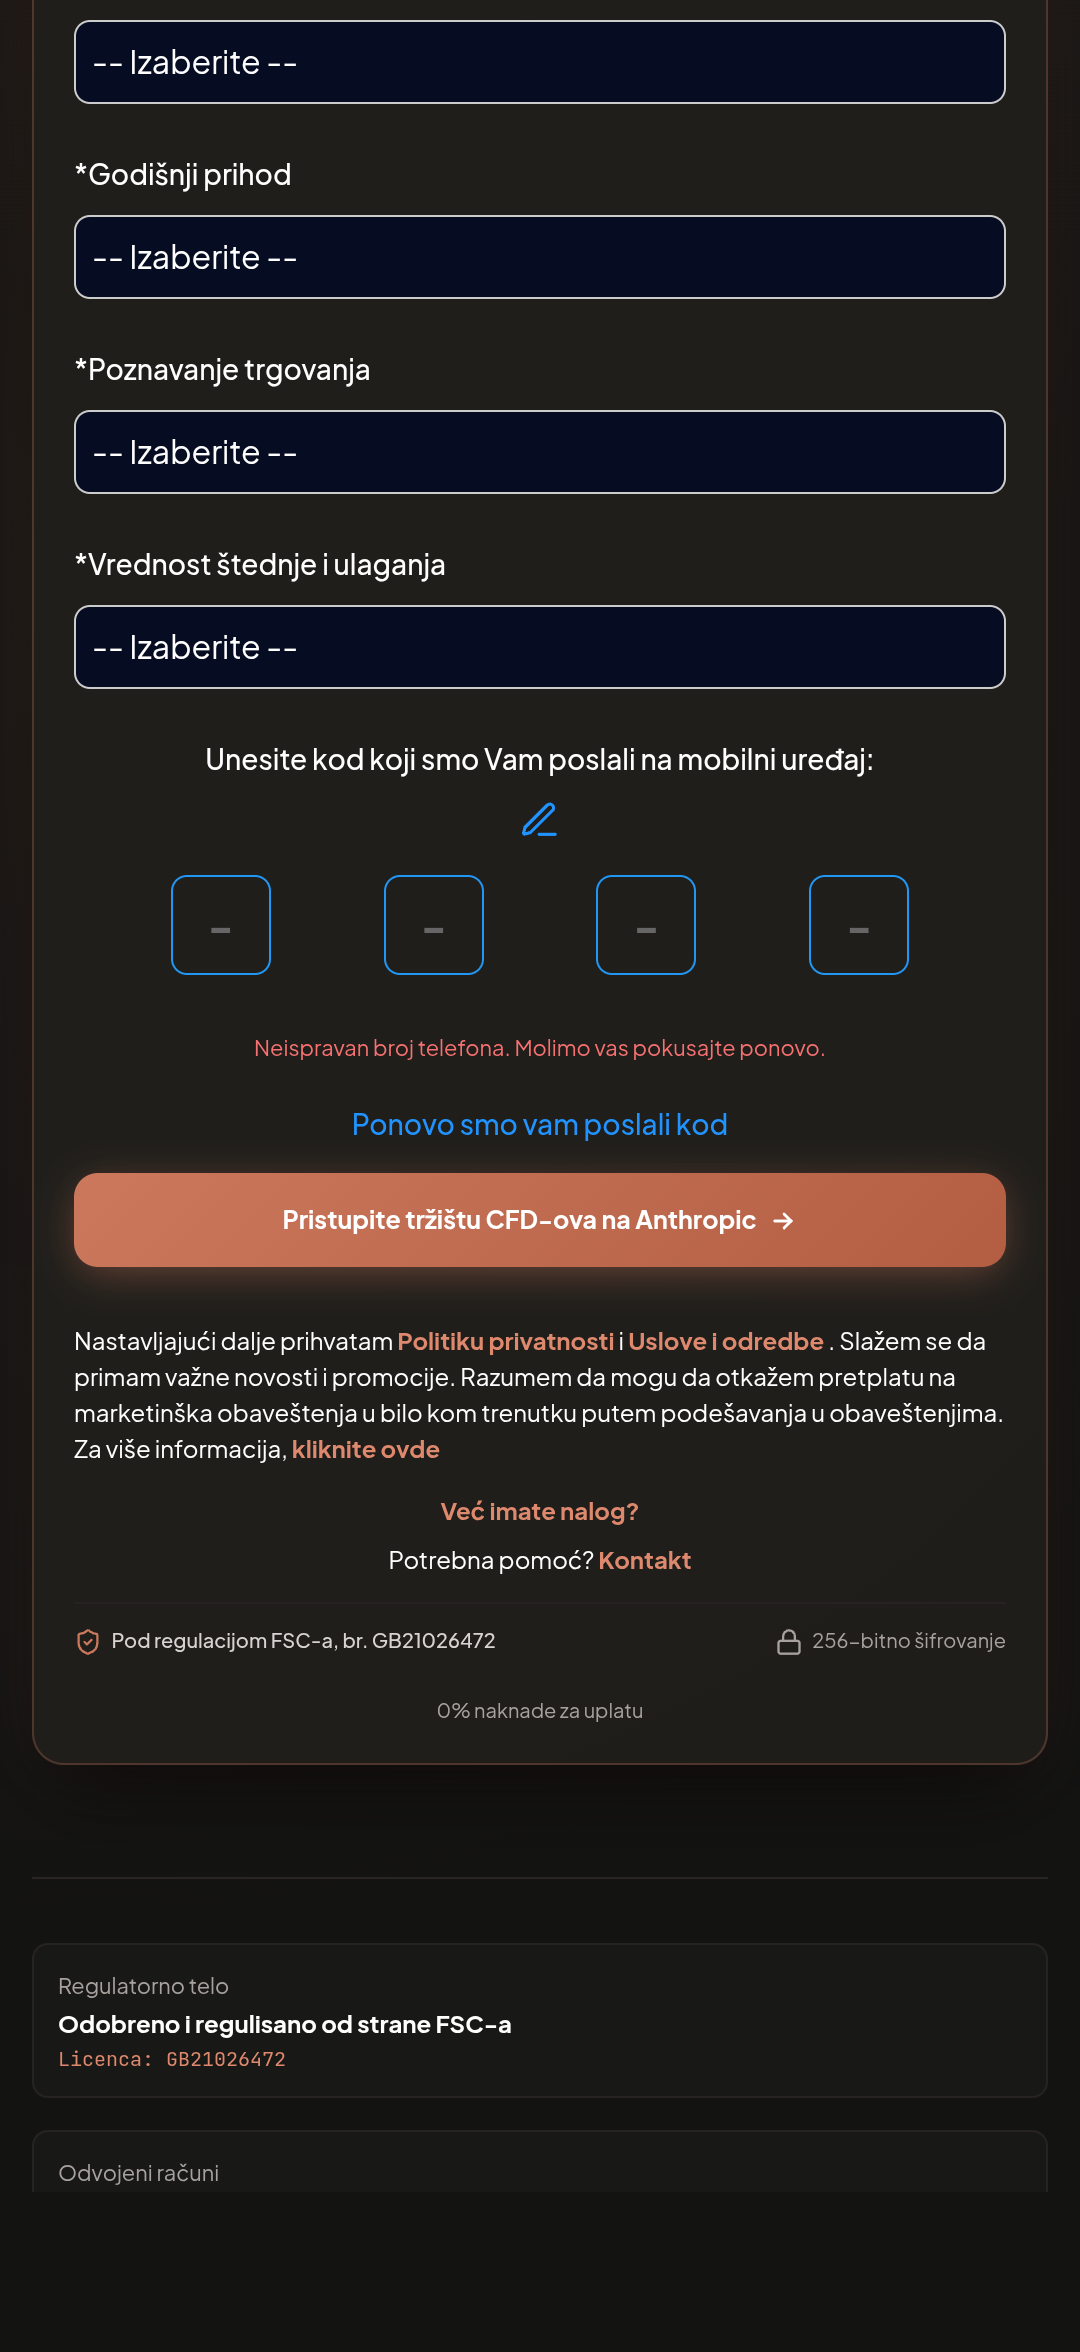 -- Izaberite --
*Godišnji prihod
-- Izaberite --
*Poznavanje trgovanja
-- Izaberite --
*Vrednost štednje i ulaganja
-- Izaberite --
Unesite kod koji smo Vam poslali na mobilni uređaj:
- - - -
Neispravan broj telefona. Molimo vas pokusajte ponovo.
Ponovo smo vam poslali kod
Pristupite tržištu CFD-ova na Anthropic →
Nastavljajući dalje prihvatam Politiku privatnosti i Uslove i odredbe . Slažem se da
primam važne novosti i promocije. Razumem da mogu da otkažem pretplatu na
marketinška obaveštenja u bilo kom trenutku putem podešavanja u obaveštenjima.
Za više informacija, kliknite ovde
Već imate nalog?
Potrebna pomoć? Kontakt
Pod regulacijom FSC-a, br. GB21026472
256-bitno šifrovanje
0% naknade za uplatu
Regulatorno telo
Odobreno i regulisano od strane FSC-a
Licenca: GB21026472
Odvojeni računi